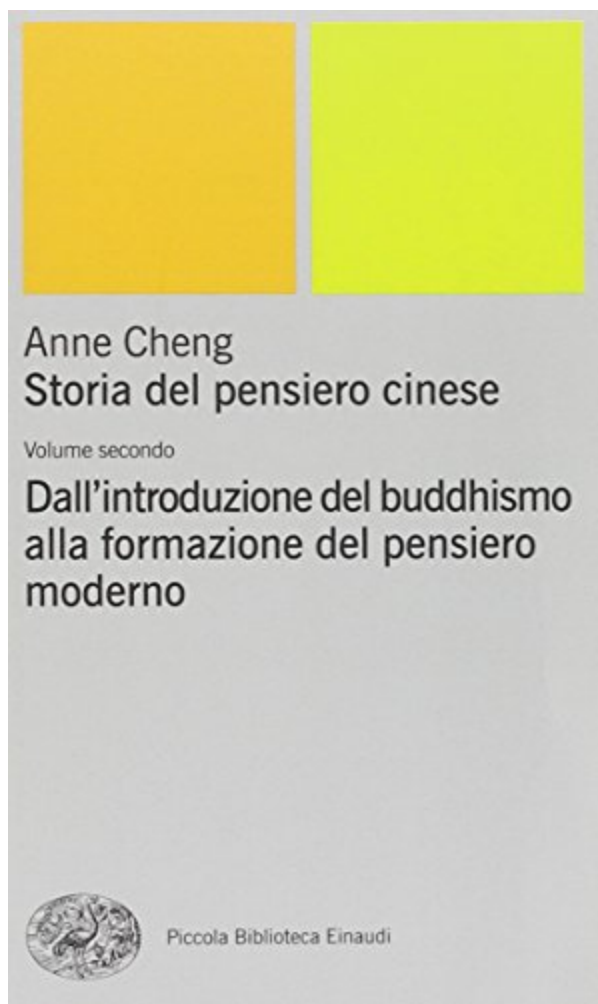 Anne Cheng
Storia del pensiero cinese
Volume secondo
Dall'introduzione del buddhismo
alla formazione del pensiero
moderno
Piccola Biblioteca Einaudi